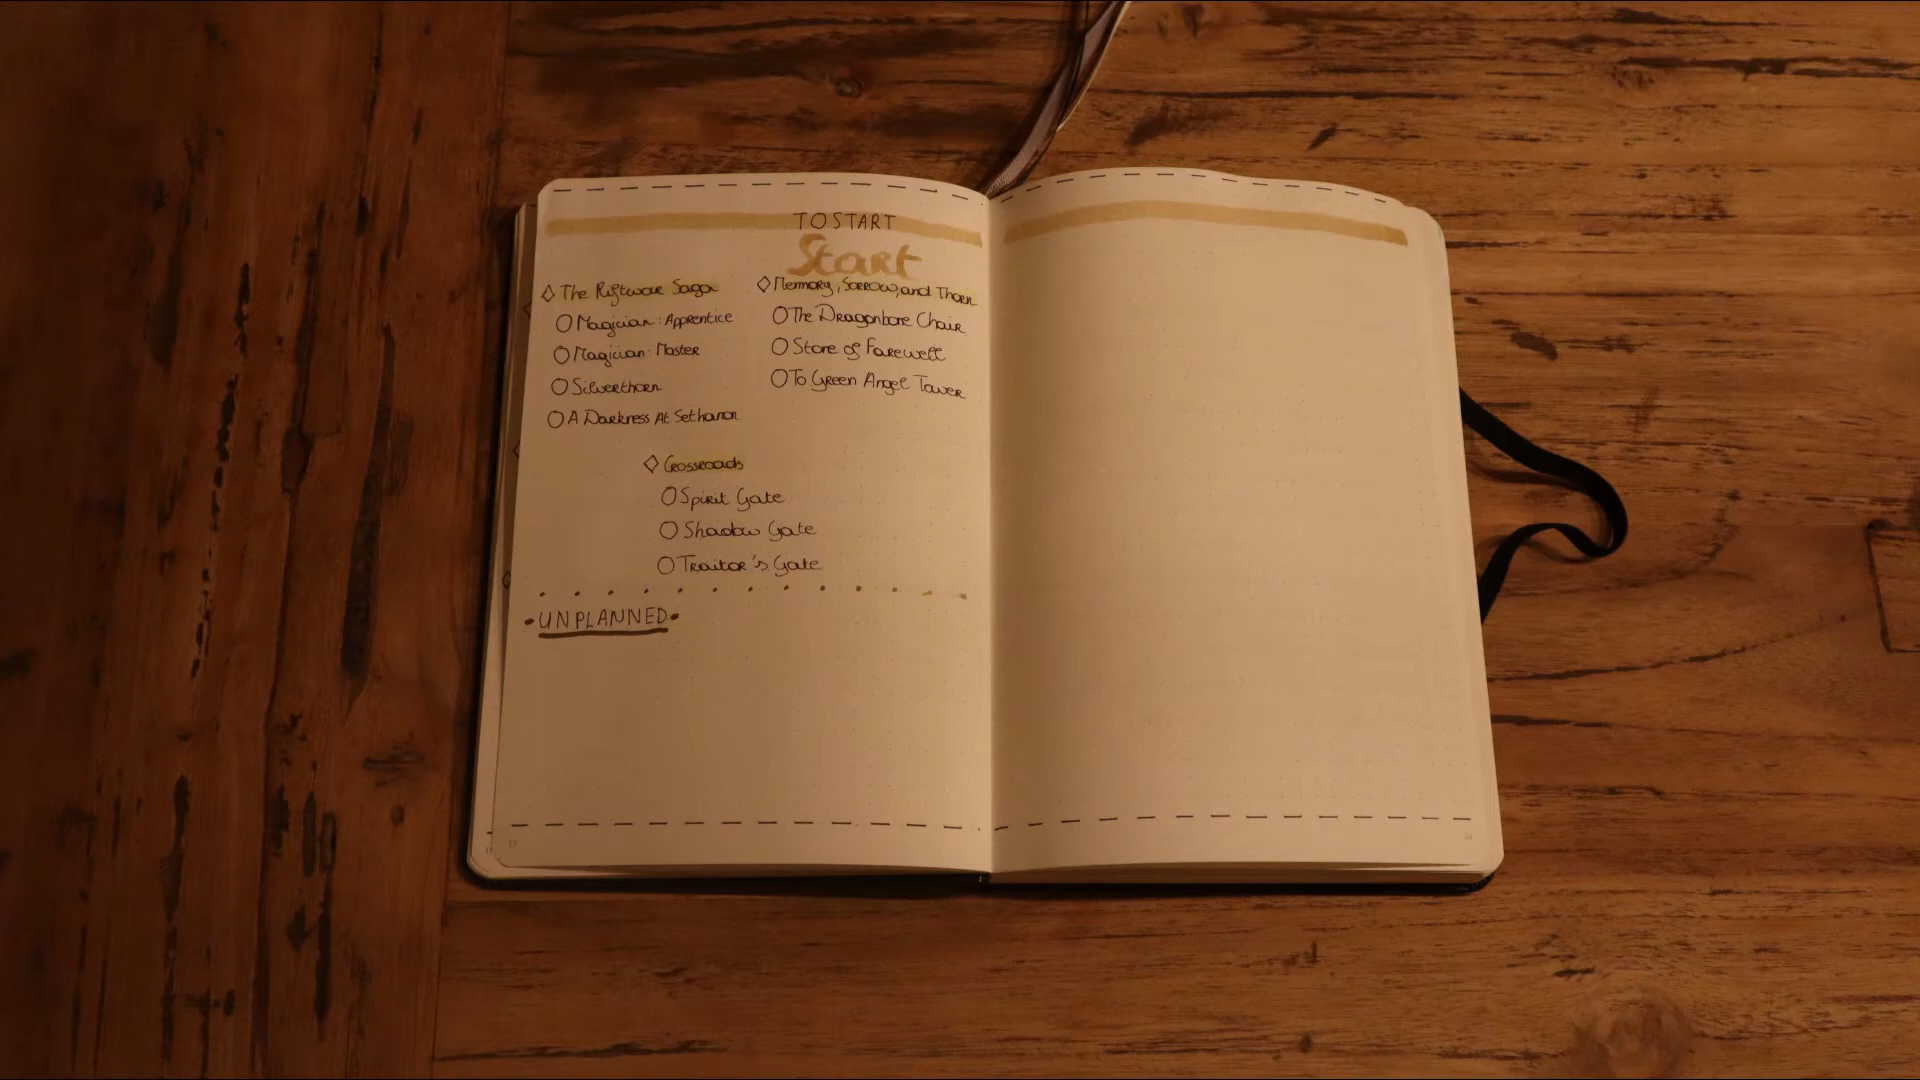 TO START
Start
The Riftwar Saga
Magician: Apprentice
Magician: Master
Silverthorn
A Darkness At Sethanon
Memory, Sorrow, and Thorn
The Dragonbone Chair
Stone of Farewell
To Green Angel Tower
Crossroads
Spirit Gate
Shadow Gate
Traitor's Gate
•UNPLANNED•
13